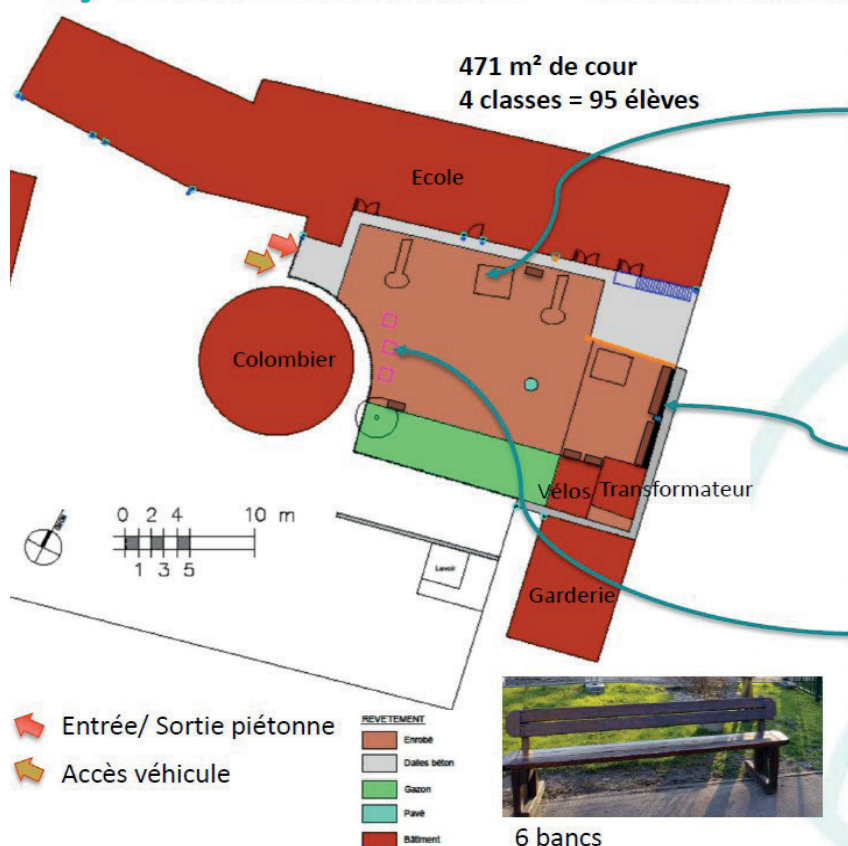 471 m² de cour
4 classes = 95 élèves
Ecole
Colombier
Vélos
Transformateur
0 2 4 10 m
1 3 5
Lavoir
Garderie
Entrée/ Sortie piétonne
Accès véhicule
REVETEMENT
Enrobé
Dalles béton
Gazon
Pavé
Bâtiment
6 bancs